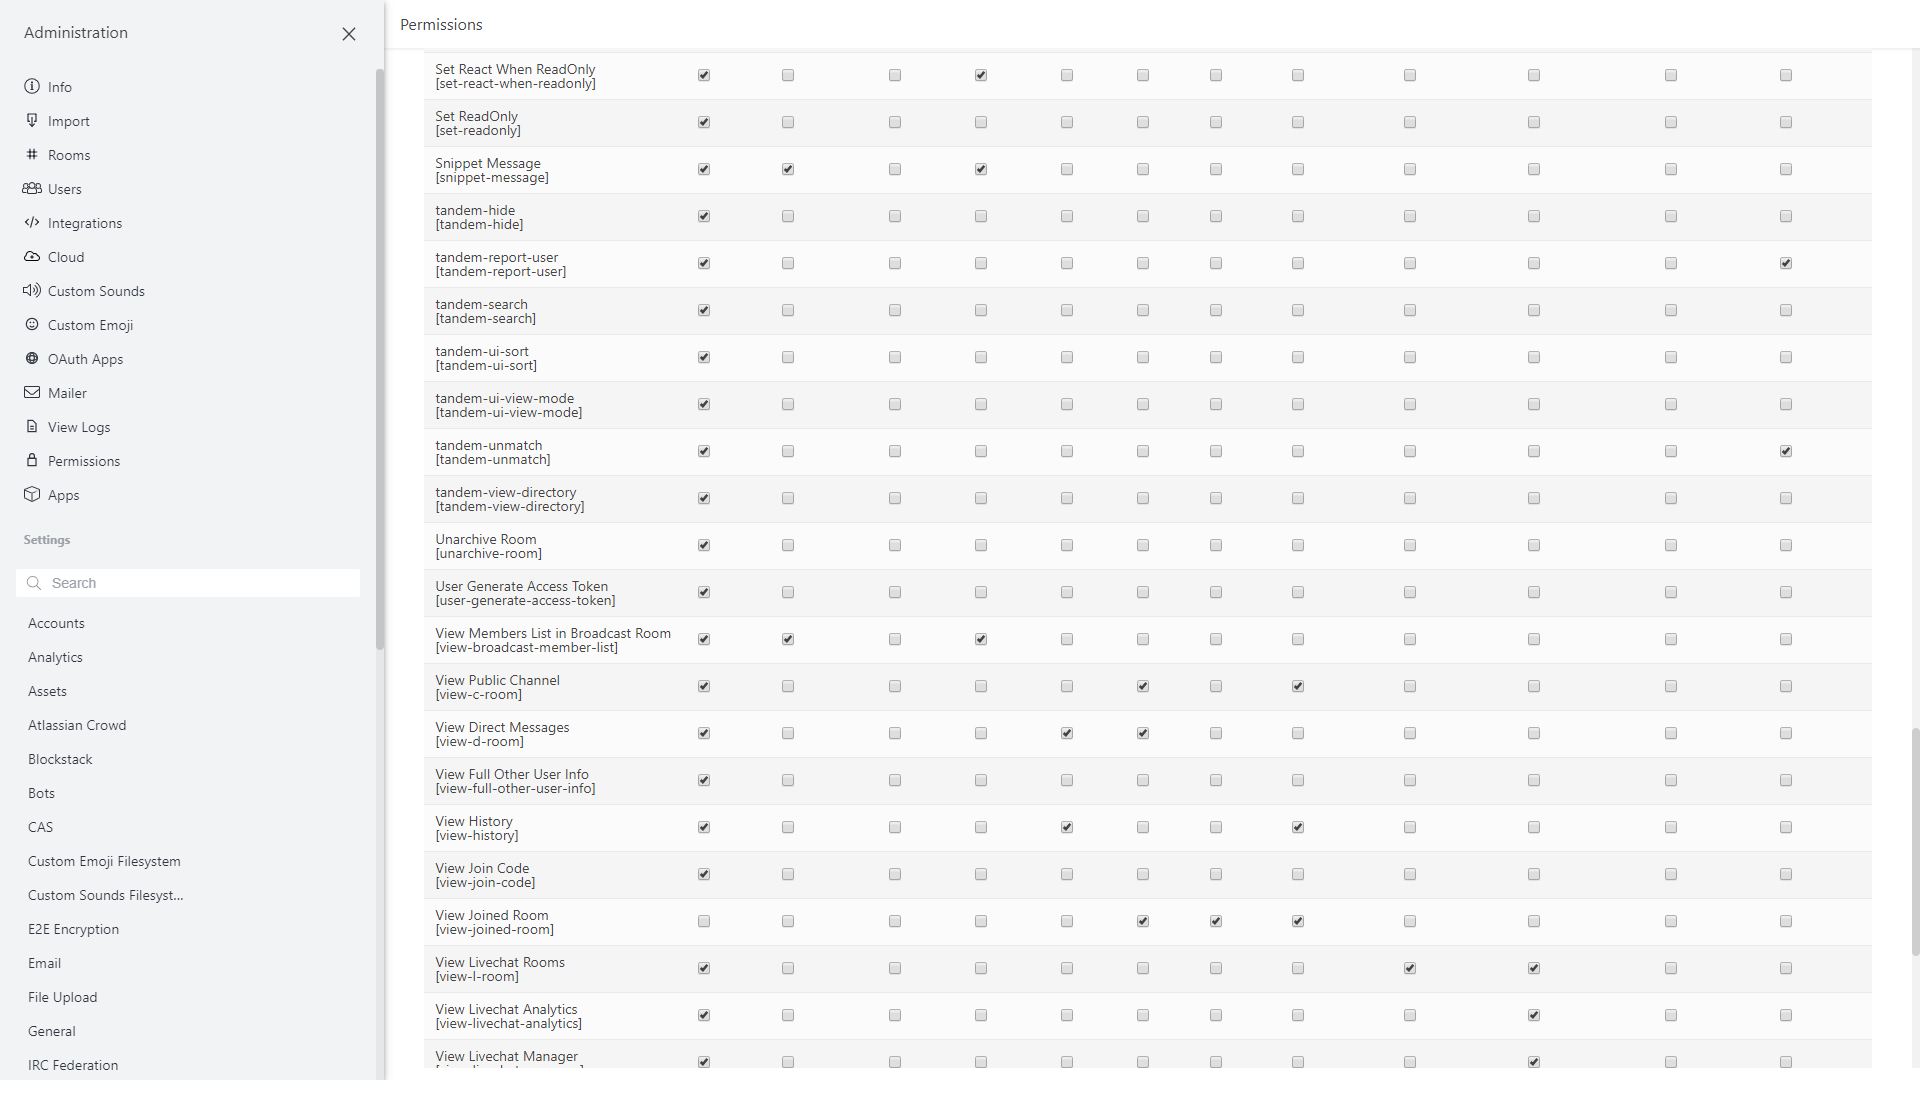 Administration
Info
Import
Rooms
Users
Integrations
Cloud
Custom Sounds
Custom Emoji
OAuth Apps
Mailer
View Logs
Permissions
Apps
Settings
Search
Accounts
Analytics
Assets
Atlassian Crowd
Blockstack
Bots
CAS
Custom Emoji Filesystem
Custom Sounds Filesyst...
E2E Encryption
Email
File Upload
General
IRC Federation
Permissions
Set React When ReadOnly
[set-react-when-readonly]
Set ReadOnly
[set-readonly]
Snippet Message
[snippet-message]
tandem-hide
[tandem-hide]
tandem-report-user
[tandem-report-user]
tandem-search
[tandem-search]
tandem-ui-sort
[tandem-ui-sort]
tandem-ui-view-mode
[tandem-ui-view-mode]
tandem-unmatch
[tandem-unmatch]
tandem-view-directory
[tandem-view-directory]
Unarchive Room
[unarchive-room]
User Generate Access Token
[user-generate-access-token]
View Members List in Broadcast Room
[view-broadcast-member-list]
View Public Channel
[view-c-room]
View Direct Messages
[view-d-room]
View Full Other User Info
[view-full-other-user-info]
View History
[view-history]
View Join Code
[view-join-code]
View Joined Room
[view-joined-room]
View Livechat Rooms
[view-l-room]
View Livechat Analytics
[view-livechat-analytics]
View Livechat Manager